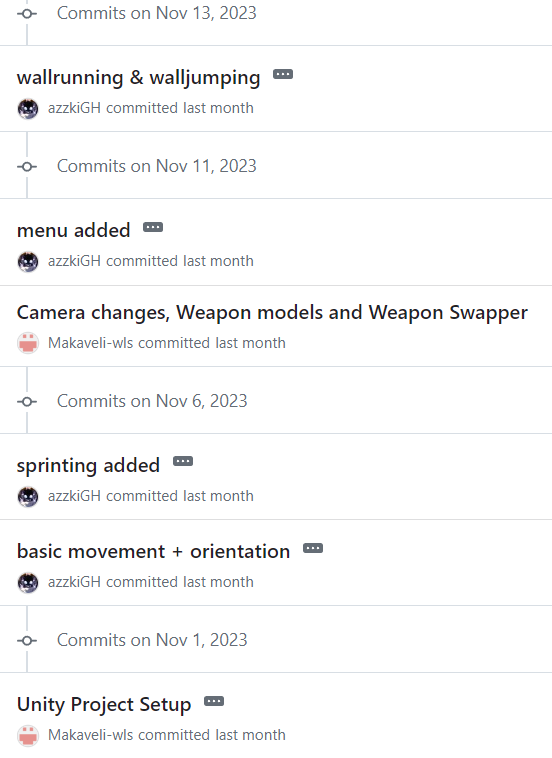 Commits on Nov 13, 2023
wallrunning & walljumping
azzkiGH committed last month
Commits on Nov 11, 2023
menu added
azzkiGH committed last month
Camera changes, Weapon models and Weapon Swapper
Makaveli-wls committed last month
Commits on Nov 6, 2023
sprinting added
azzkiGH committed last month
basic movement + orientation
azzkiGH committed last month
Commits on Nov 1, 2023
Unity Project Setup
Makaveli-wls committed last month